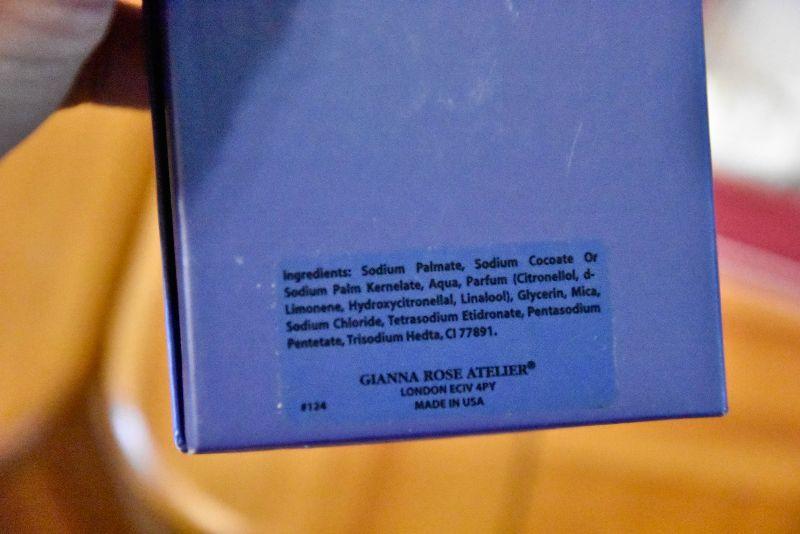 Ingredients: Sodium Palmate, Sodium Cocoate Or
Sodium Palm Kernelate, Aqua, Parfum (Citronellol, d-
Limonene, Hydroxycitronellal, Linalool), Glycerin, Mica,
Sodium Chloride, Tetrasodium Etidronate, Pentasodium
Pentetate, Trisodium Hedta, CI 77891.
GIANNA ROSE ATELIER®
LONDON ECIV 4PY
#124 MADE IN USA